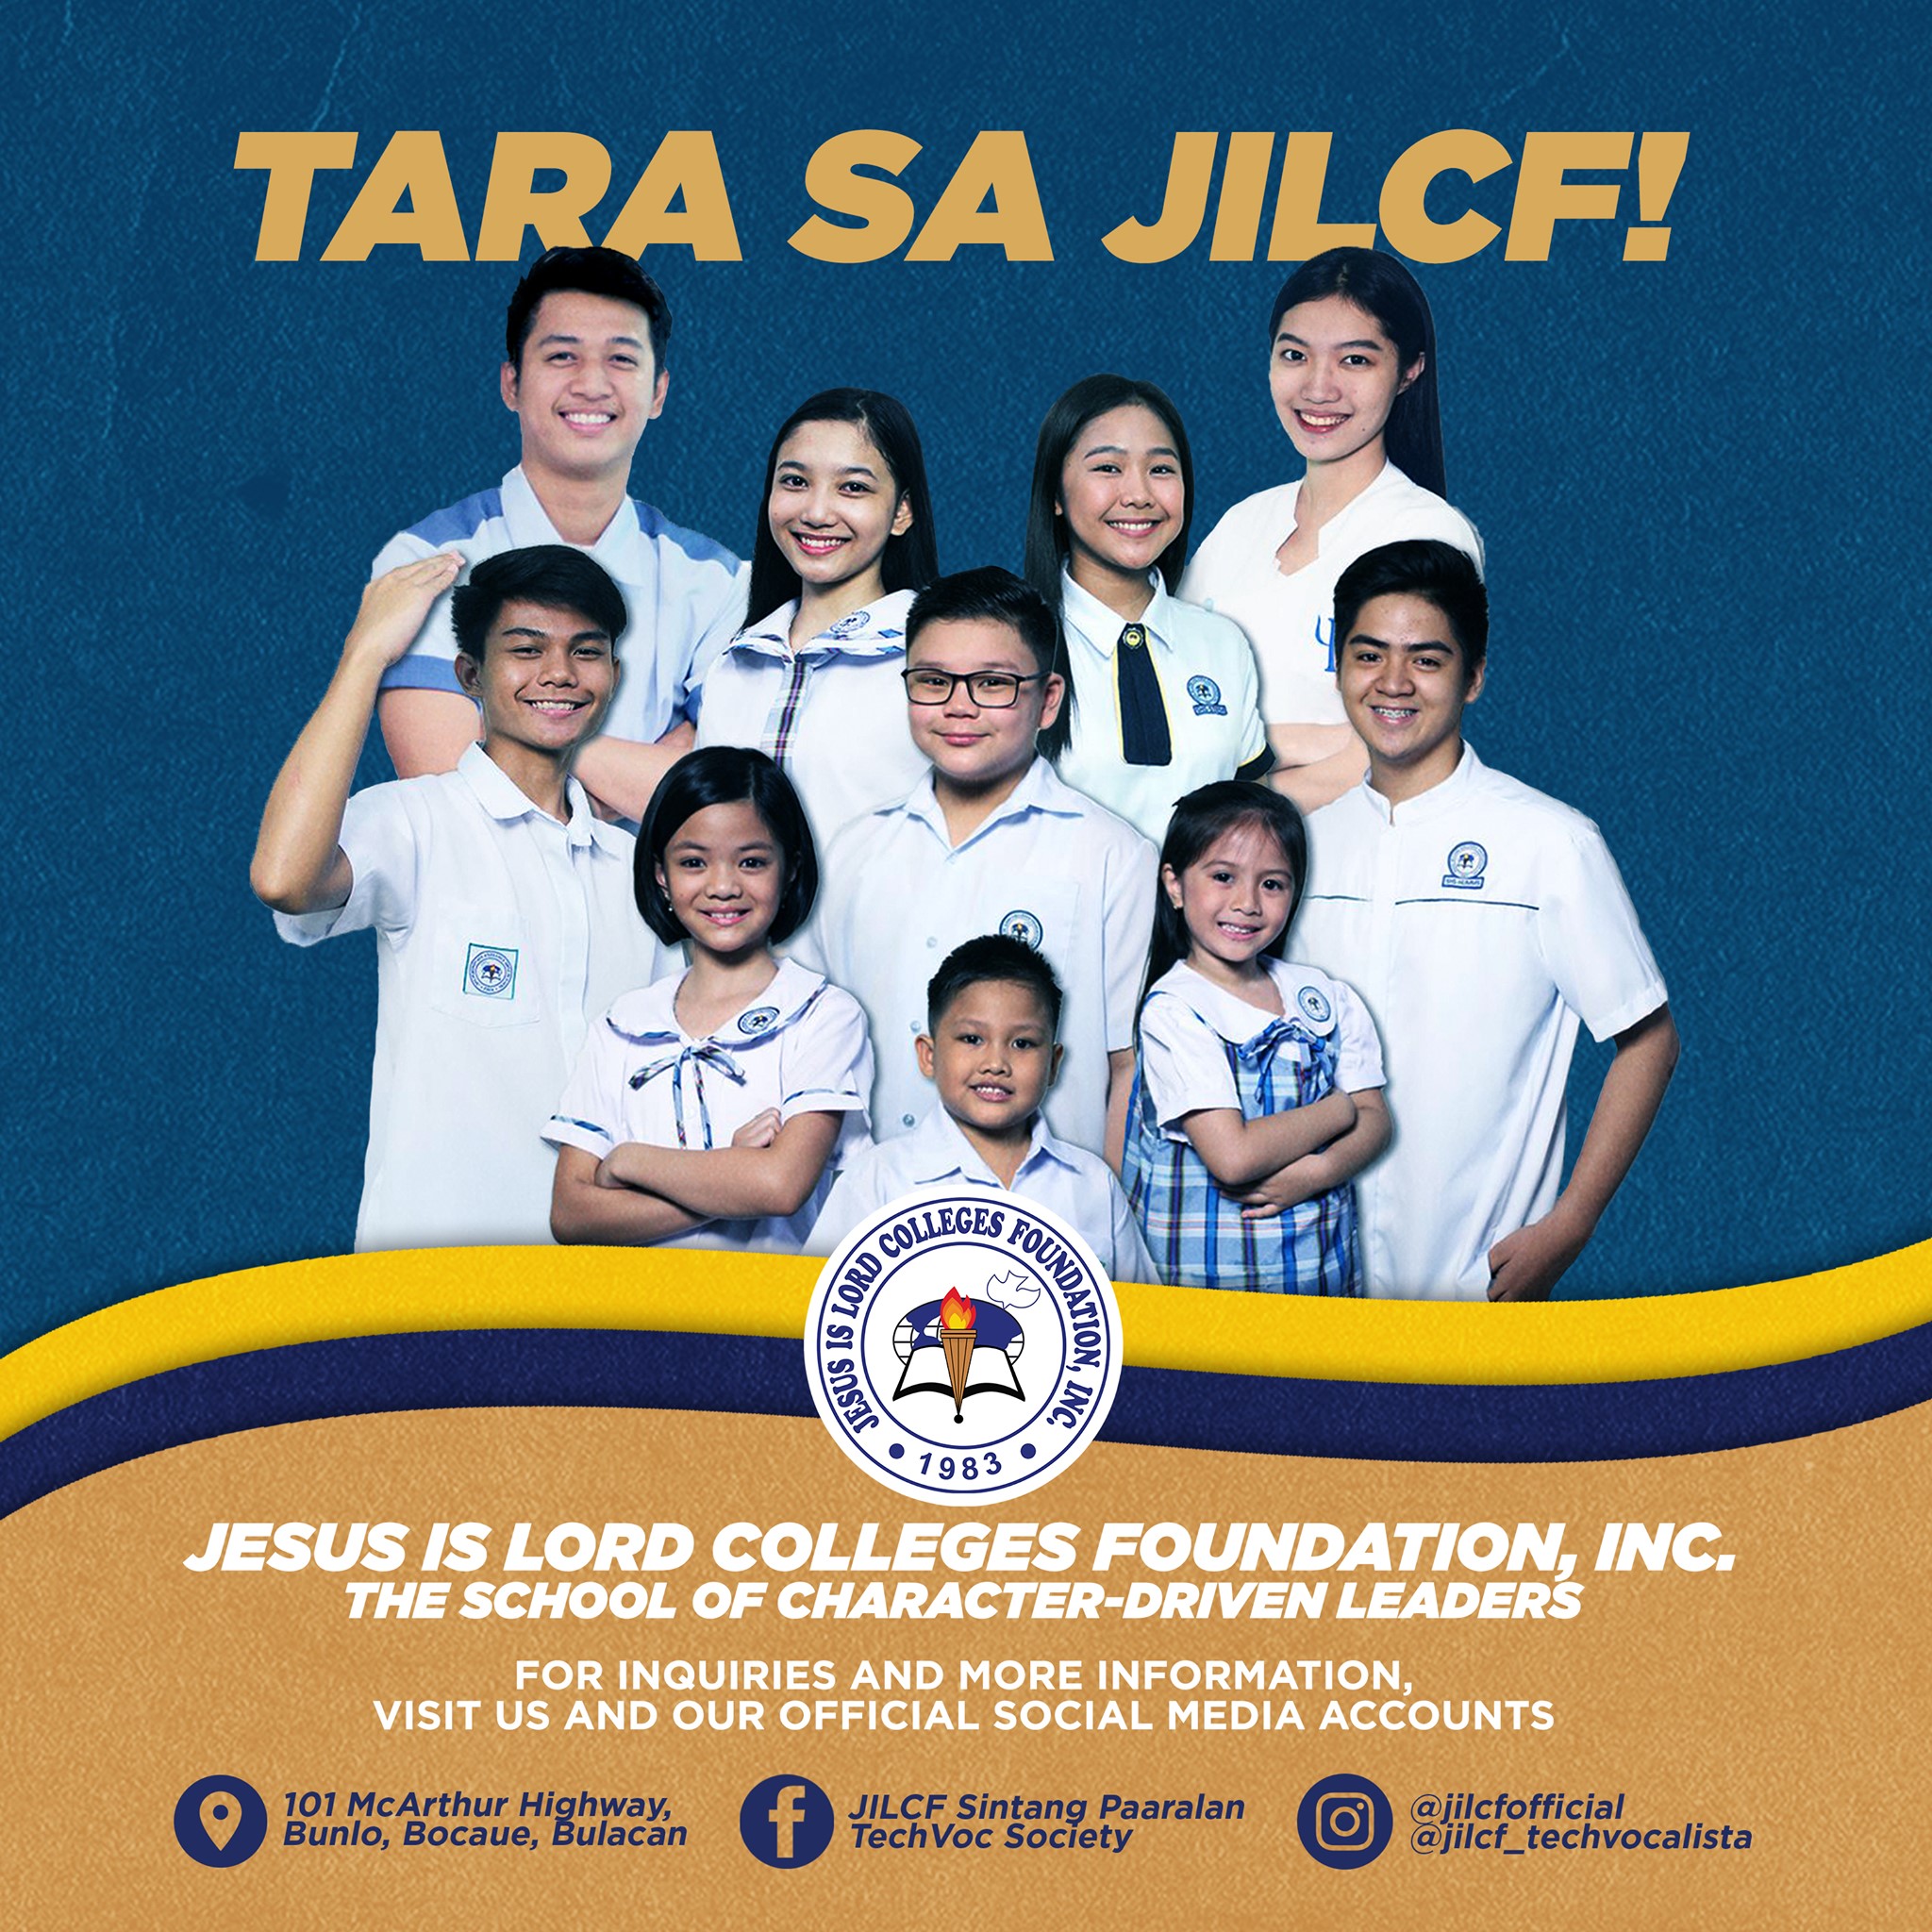 TARA SA JILCF!
JESUS IS LORD COLLEGES FOUNDATION, INC.
1983
JESUS IS LORD COLLEGES FOUNDATION, INC.
THE SCHOOL OF CHARACTER-DRIVEN LEADERS
FOR INQUIRIES AND MORE INFORMATION,
VISIT US AND OUR OFFICIAL SOCIAL MEDIA ACCOUNTS
101 McArthur Highway,
Bunlo, Bocaue, Bulacan
JILCF Sintang Paaralan
TechVoc Society
@jilcfofficial
@jilcf_techvocalista